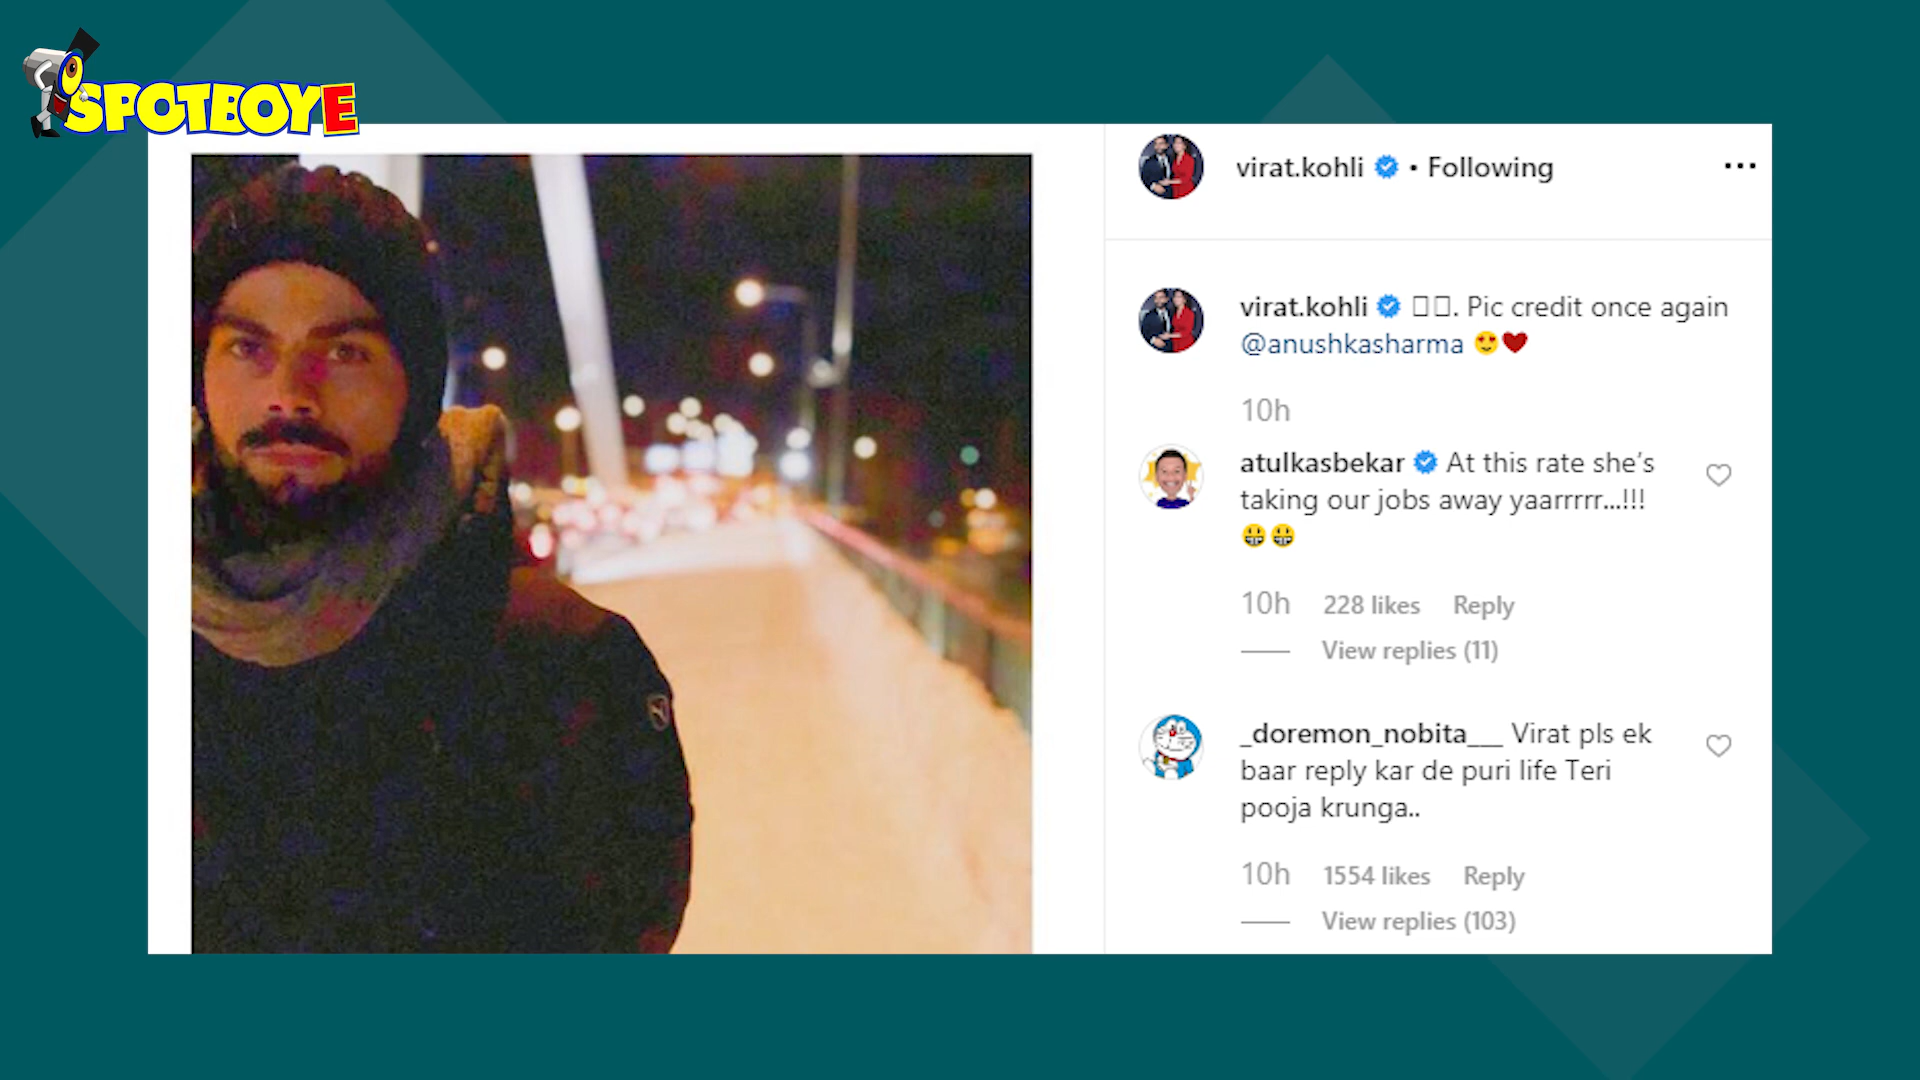 SPOTBOYE
virat.kohli • Following
virat.kohli □□. Pic credit once again
@anushkasharma 😍❤
10h
atulkasbekar At this rate she's
taking our jobs away yaarrrrr...!!!
😀😀
10h 228 likes Reply
View replies (11)
_doremon_nobita___ Virat pls ek
baar reply kar de puri life Teri
pooja krunga..
10h 1554 likes Reply
View replies (103)